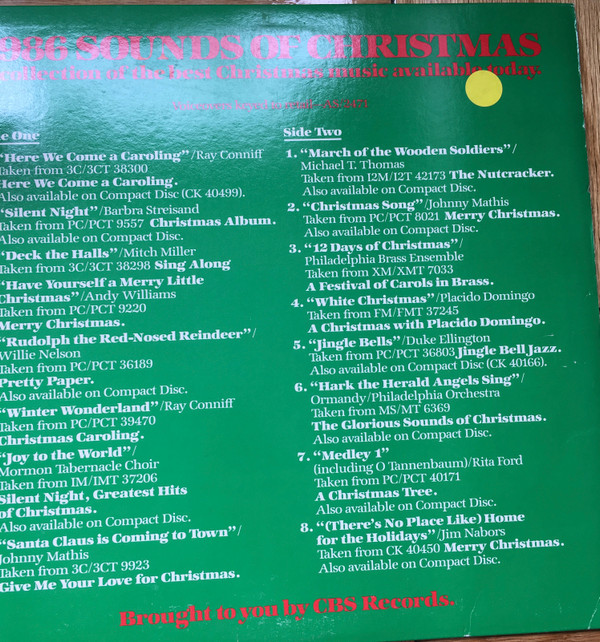 986 SOUNDS OF CHRISTMAS
collection of the best Christmas music available today.
AS 2471
e One
"Here We Come a Caroling"/Ray Conniff
Taken from 3C/3CT 38300
Here We Come a Caroling.
Also available on Compact Disc (CK 40499).
"Silent Night"/Barbra Streisand
Taken from PC/PCT 9557 Christmas Album.
Also available on Compact Disc.
"Deck the Halls"/Mitch Miller
Taken from 3C/3CT 38298 Sing Along
"Have Yourself a Merry Little
Christmas"/Andy Williams
Taken from PC/PCT 9220
Merry Christmas.
"Rudolph the Red-Nosed Reindeer"/
Willie Nelson
Taken from PC/PCT 36189
Pretty Paper.
Also available on Compact Disc.
"Winter Wonderland"/Ray Conniff
Taken from PC/PCT 39470
Christmas Caroling.
"Joy to the World"/
Mormon Tabernacle Choir
Taken from IM/IMT 37206
Silent Night, Greatest Hits
of Christmas.
Also available on Compact Disc.
"Santa Claus is Coming to Town"/
Johnny Mathis
Taken from 3C/3CT 9923
Give Me Your Love for Christmas.
Side Two
1. "March of the Wooden Soldiers"/
Michael T. Thomas
Taken from I2M/I2T 42173 The Nutcracker.
Also available on Compact Disc.
2. "Christmas Song"/Johnny Mathis
Taken from PC/PCT 8021 Merry Christmas.
Also available on Compact Disc.
3. "12 Days of Christmas"/
Philadelphia Brass Ensemble
Taken from XM/XMT 7033
A Festival of Carols in Brass.
4. "White Christmas"/Placido Domingo
Taken from FM/FMT 37245
A Christmas with Placido Domingo.
5. "Jingle Bells"/Duke Ellington
Taken from PC/PCT 36803 Jingle Bell Jazz.
Also available on Compact Disc (CK 40166).
6. "Hark the Herald Angels Sing"/
Ormandy/Philadelphia Orchestra
Taken from MS/MT 6369
The Glorious Sounds of Christmas.
Also available on Compact Disc.
7. "Medley 1"
(including O Tannenbaum)/Rita Ford
Taken from PC/PCT 40171
A Christmas Tree.
Also available on Compact Disc.
8. "(There's No Place Like) Home
for the Holidays"/Jim Nabors
Taken from CK 40450 Merry Christmas.
Also available on Compact Disc.
Brought to you by CBS Records.